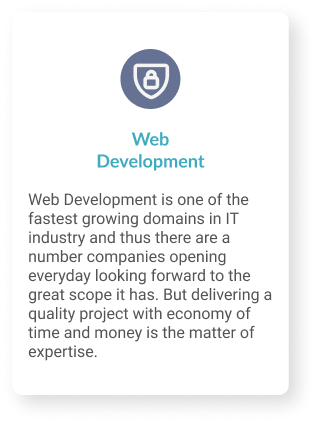 Web
Development
Web Development is one of the
fastest growing domains in IT
industry and thus there are a
number companies opening
everyday looking forward to the
great scope it has. But delivering a
quality project with economy of
time and money is the matter of
expertise.